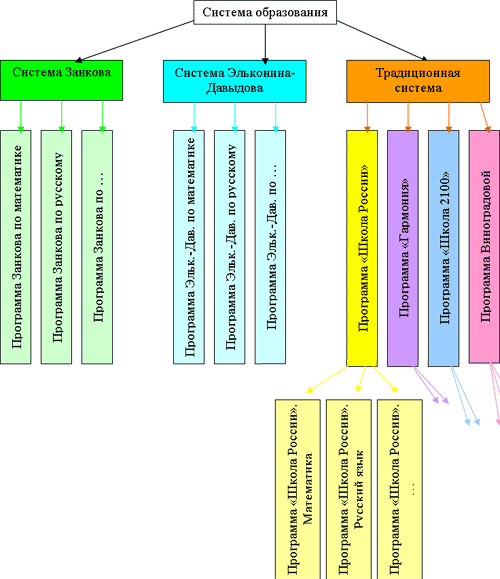 Система образования
Система Занкова
Система Эльконина-
Давыдова
Традиционная
система
Программа Занкова по математике
Программа Занкова по русскому
Программа Занкова по …
Программа Эльк.-Дав. по математике
Программа Эльк.-Дав. по русскому
Программа Эльк.-Дав. по …
Программа «Школа России»
Программа «Гармония»
Программа «Школа 2100»
Программа Виноградовой
Программа «Школа России».
Математика
Программа «Школа России».
Русский язык
Программа «Школа России».
…